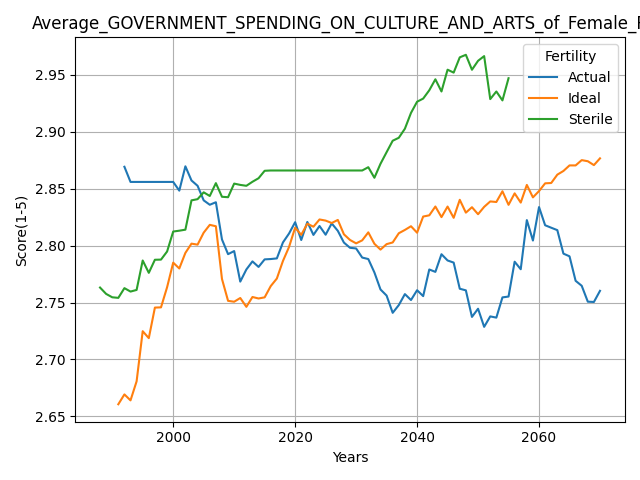 Average_GOVERNMENT_SPENDING_ON_CULTURE_AND_ARTS_of_Female_
Score(1-5)
2.95
2.90
2.85
2.80
2.75
2.70
2.65
2000 2020 2040 2060
Years
Fertility
Actual
Ideal
Sterile